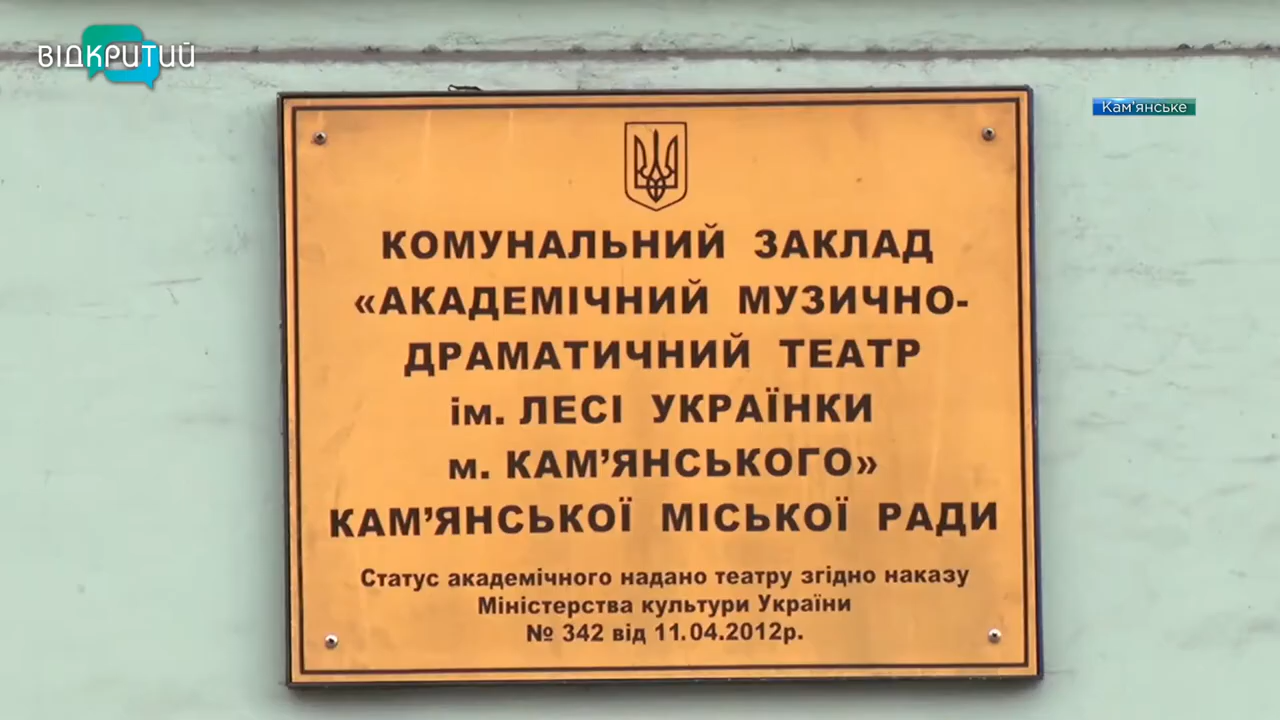 ВІДКРИТИЙ
Кам'янське
КОМУНАЛЬНИЙ ЗАКЛАД
«АКАДЕМІЧНИЙ МУЗИЧНО-
ДРАМАТИЧНИЙ ТЕАТР
ім. ЛЕСІ УКРАЇНКИ
м. КАМ’ЯНСЬКОГО»
КАМ’ЯНСЬКОЇ МІСЬКОЇ РАДИ
Статус академічного надано театру згідно наказу
Міністерства культури України
№ 342 від 11.04.2012р.